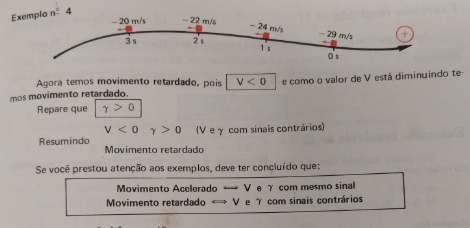 Exemplo nº 4
− 20 m/s − 22 m/s − 24 m/s − 29 m/s +
3 s 2 s 1 s 0 s
Agora temos movimento retardado, pois V < 0 e como o valor de V está diminuindo te-
mos movimento retardado.
Repare que γ > 0
V < 0 γ > 0 (V e γ com sinais contrários)
Resumindo
Movimento retardado
Se você prestou atenção aos exemplos, deve ter concluído que:
Movimento Acelerado ⟺ V e γ com mesmo sinal
Movimento retardado ⟺ V e γ com sinais contrários